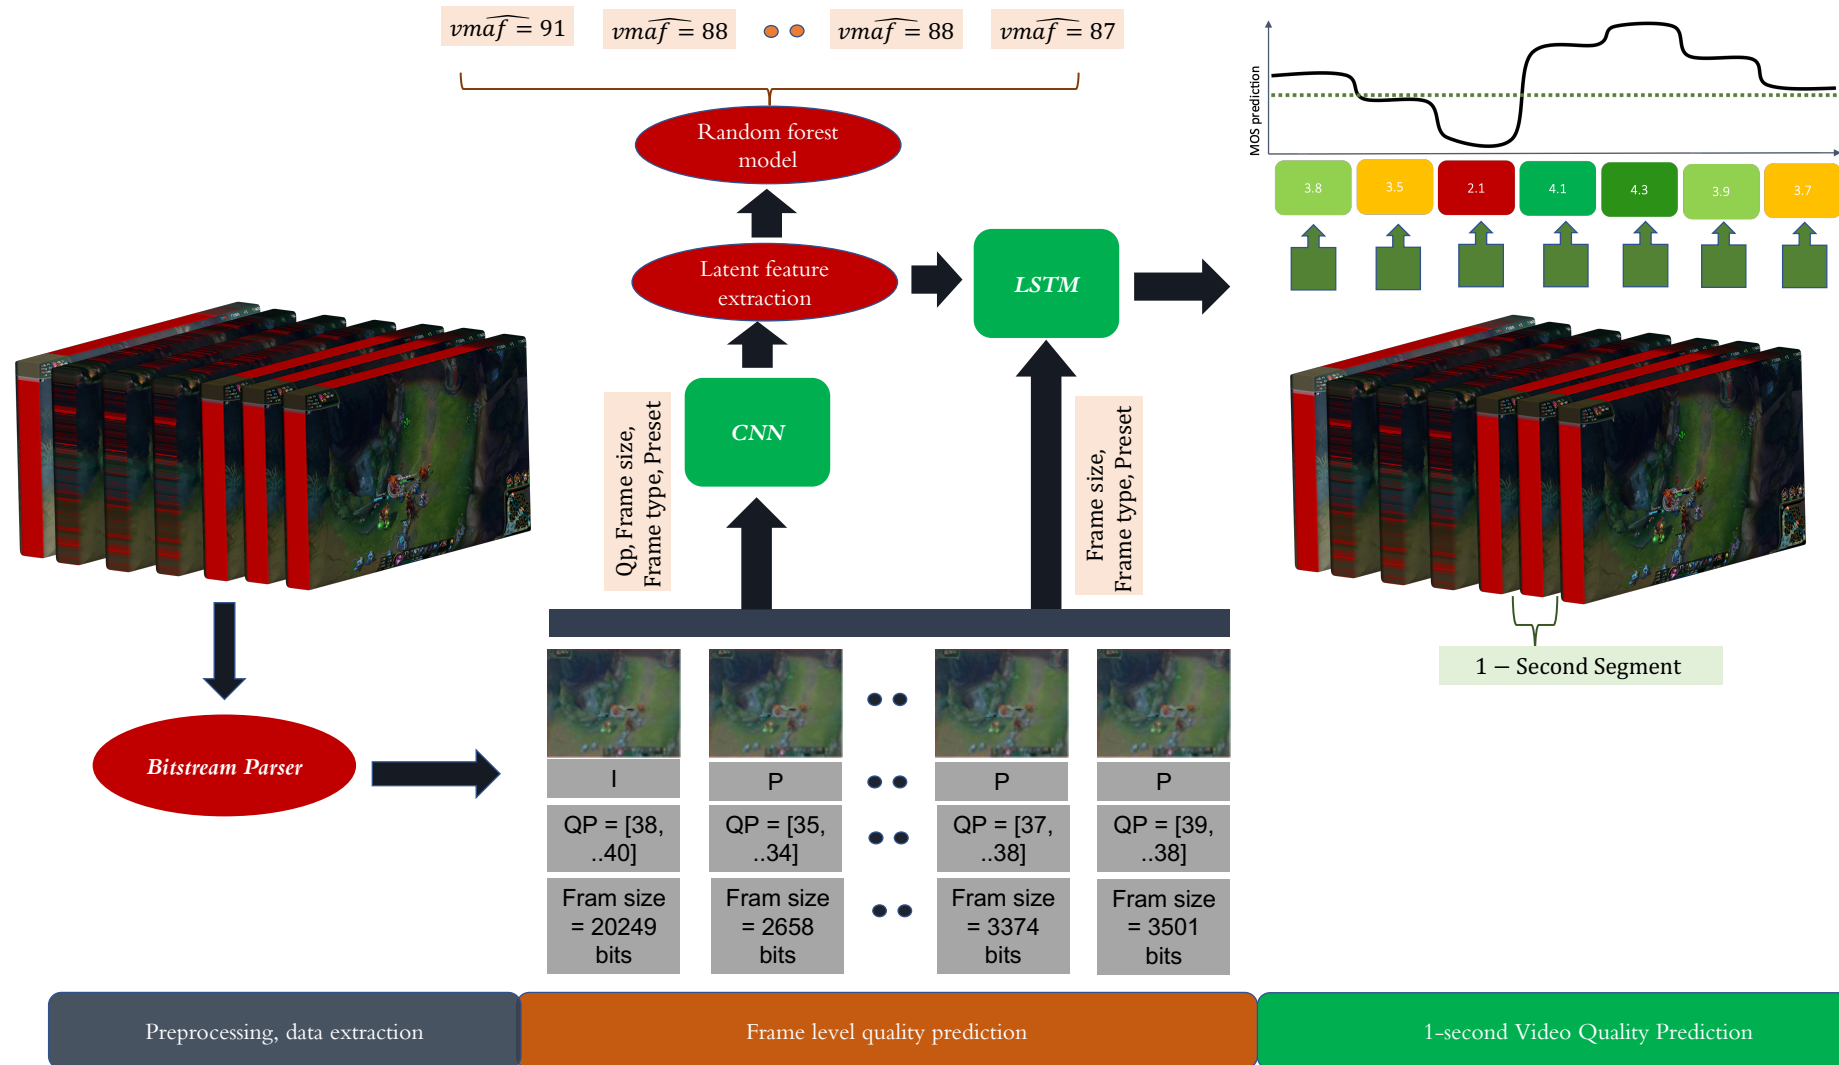 vmaf = 91
vmaf = 88
vmaf = 88
vmaf = 87
Random forest
model
Latent feature
extraction
LSTM
CNN
Qp, Frame size,
Frame type, Preset
Frame size,
Frame type, Preset
MOS prediction
3.8
3.5
2.1
4.1
4.3
3.9
3.7
1 − Second Segment
Bitstream Parser
I
P
P
P
QP = [38,
..40]
QP = [35,
..34]
QP = [37,
..38]
QP = [39,
..38]
Fram size
= 20249
bits
Fram size
= 2658
bits
Fram size
= 3374
bits
Fram size
= 3501
bits
Preprocessing, data extraction
Frame level quality prediction
1-second Video Quality Prediction